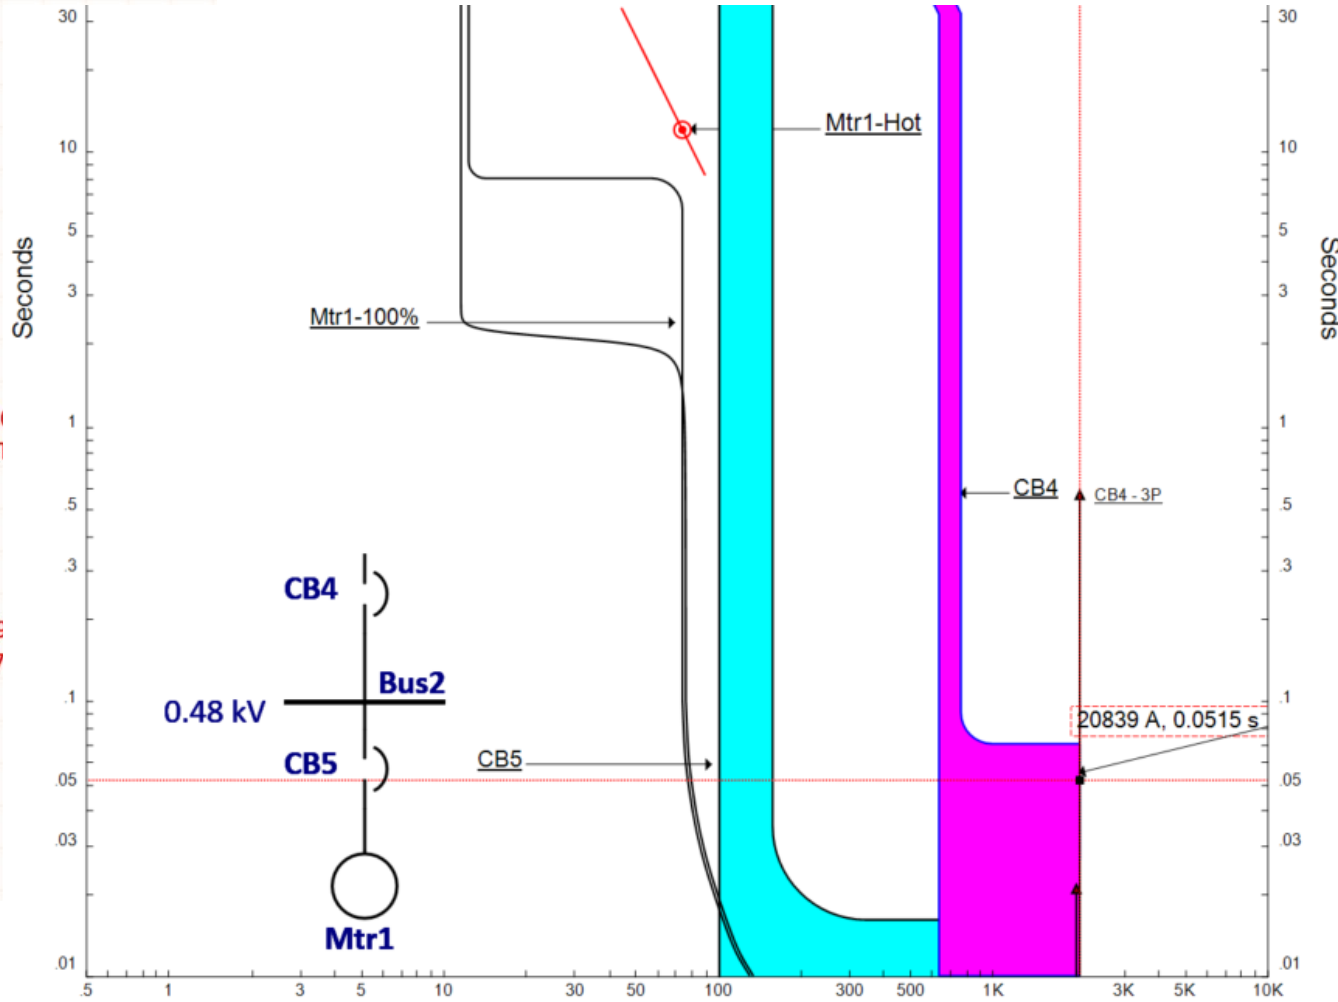 30
10
5
3
1
.5
.3
.1
.05
.03
.01
Seconds
Mtr1-Hot
Mtr1-100%
CB4
CB4 - 3P
20839 A, 0.0515 s
CB5
CB4
Bus2
0.48 kV
CB5
Mtr1
30
10
5
3
1
.5
.3
.1
.05
.03
.01
Seconds
.5 1 3 5 10 30 50 100 300 500 1K 3K 5K 10K